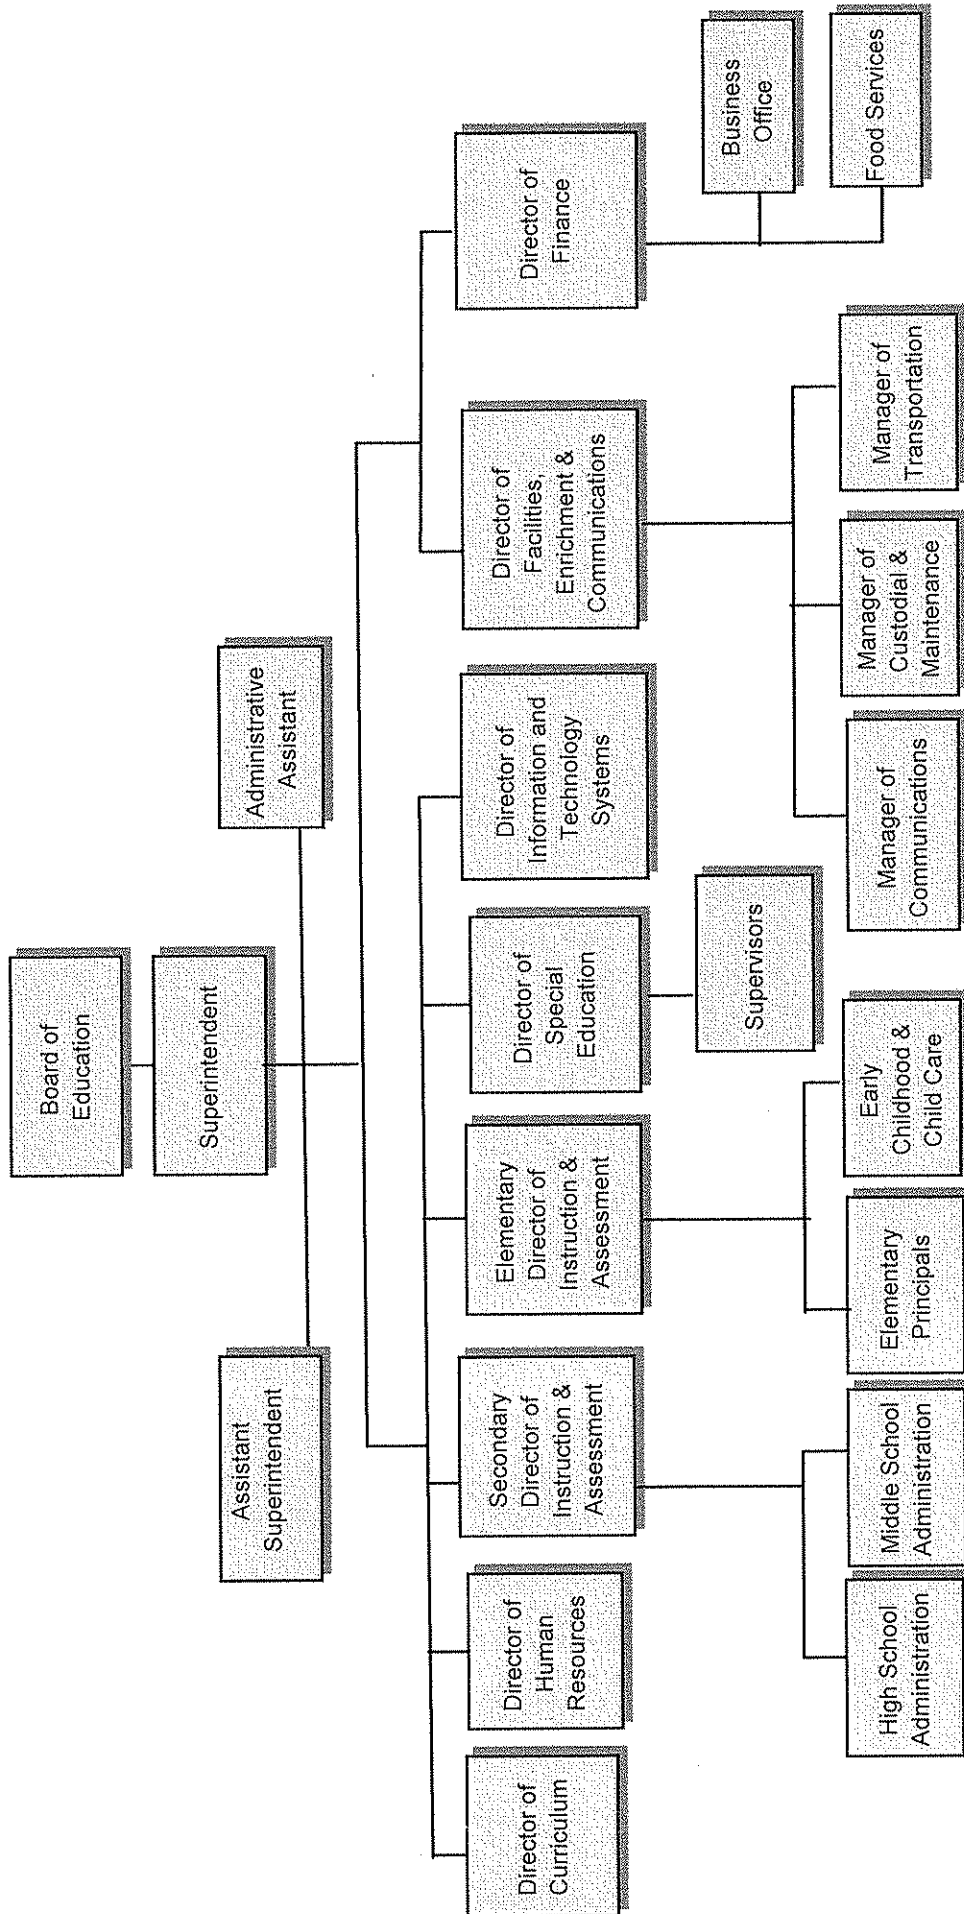 Board of
Education
Superintendent
Assistant
Superintendent
Administrative
Assistant
Director of
Curriculum
Director of
Human
Resources
Secondary
Director of
Instruction &
Assessment
Elementary
Director of
Instruction &
Assessment
Director of
Special
Education
Director of
Information and
Technology
Systems
Director of
Facilities,
Enrichment &
Communications
Director of
Finance
Supervisors
Business
Office
Food Services
High School
Administration
Middle School
Administration
Elementary
Principals
Early
Childhood &
Child Care
Manager of
Communications
Manager of
Custodial &
Maintenance
Manager of
Transportation